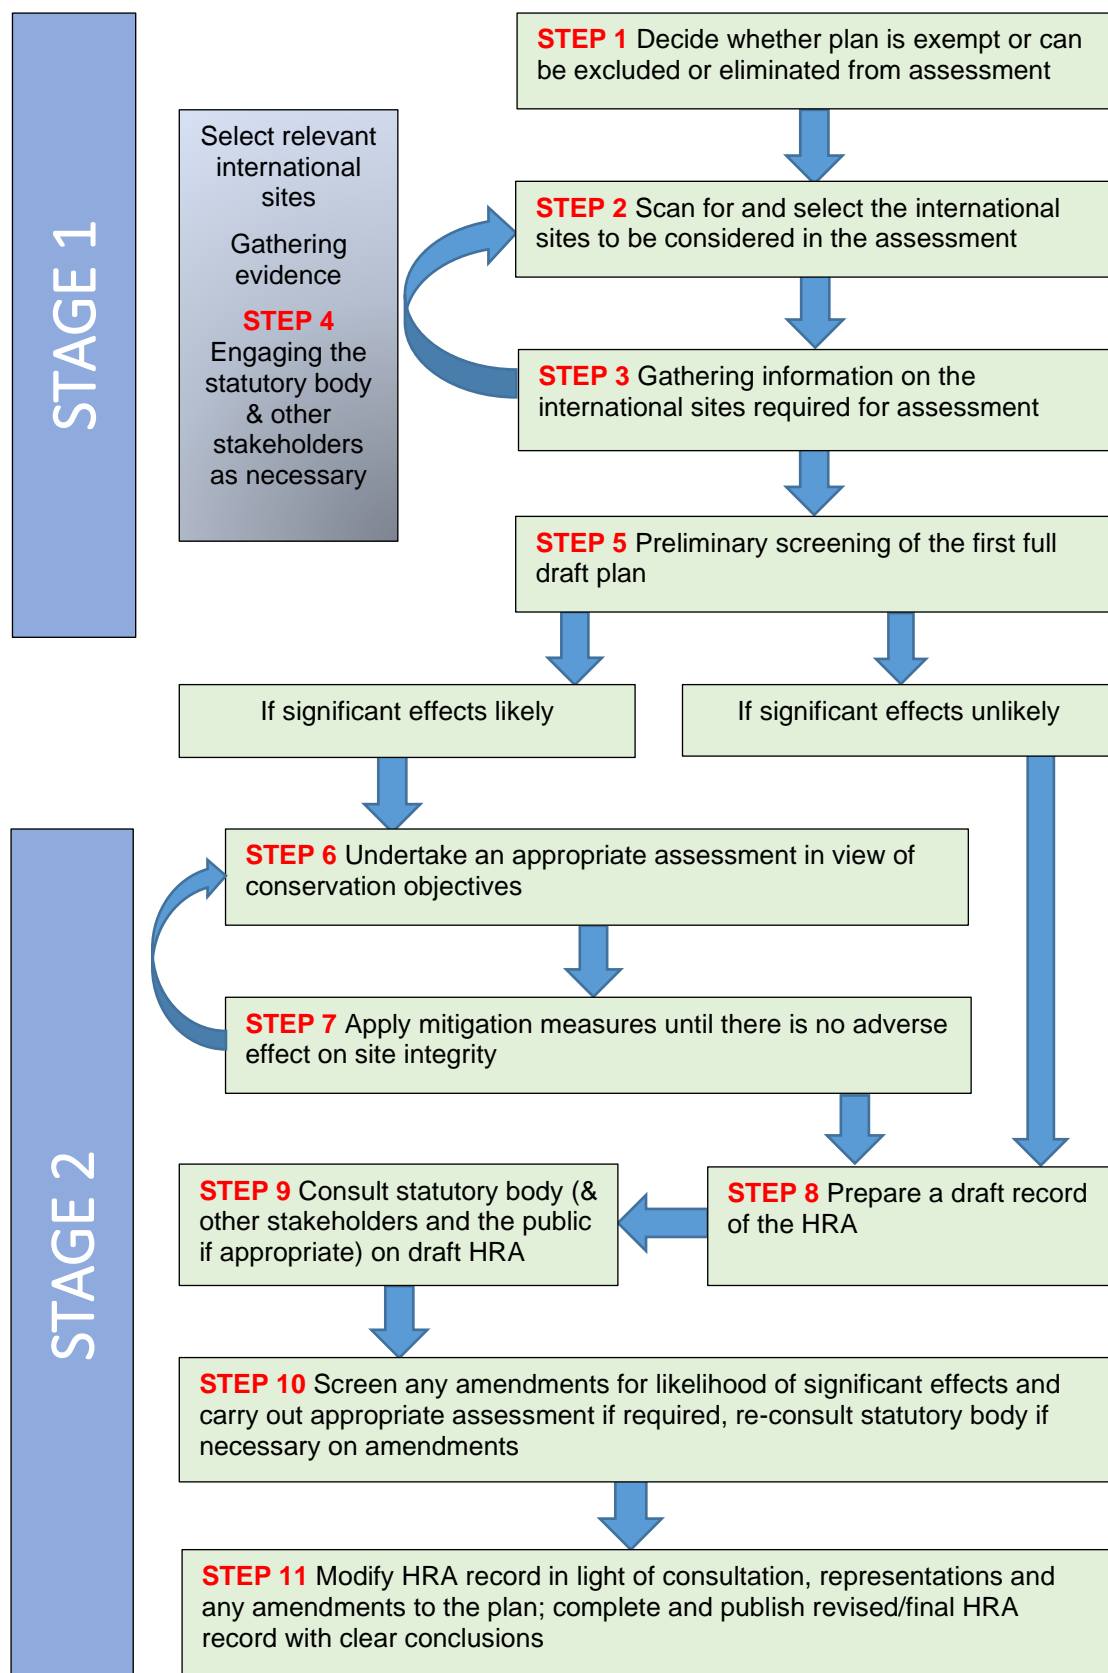 STAGE 1
STEP 1 Decide whether plan is exempt or can
be excluded or eliminated from assessment
Select relevant
international
sites
Gathering
evidence
STEP 4
Engaging the
statutory body
& other
stakeholders
as necessary
STEP 2 Scan for and select the international
sites to be considered in the assessment
STEP 3 Gathering information on the
international sites required for assessment
STEP 5 Preliminary screening of the first full
draft plan
If significant effects likely
If significant effects unlikely
STAGE 2
STEP 6 Undertake an appropriate assessment in view of
conservation objectives
STEP 7 Apply mitigation measures until there is no adverse
effect on site integrity
STEP 8 Prepare a draft record
of the HRA
STEP 9 Consult statutory body (&
other stakeholders and the public
if appropriate) on draft HRA
STEP 10 Screen any amendments for likelihood of significant effects and
carry out appropriate assessment if required, re-consult statutory body if
necessary on amendments
STEP 11 Modify HRA record in light of consultation, representations and
any amendments to the plan; complete and publish revised/final HRA
record with clear conclusions